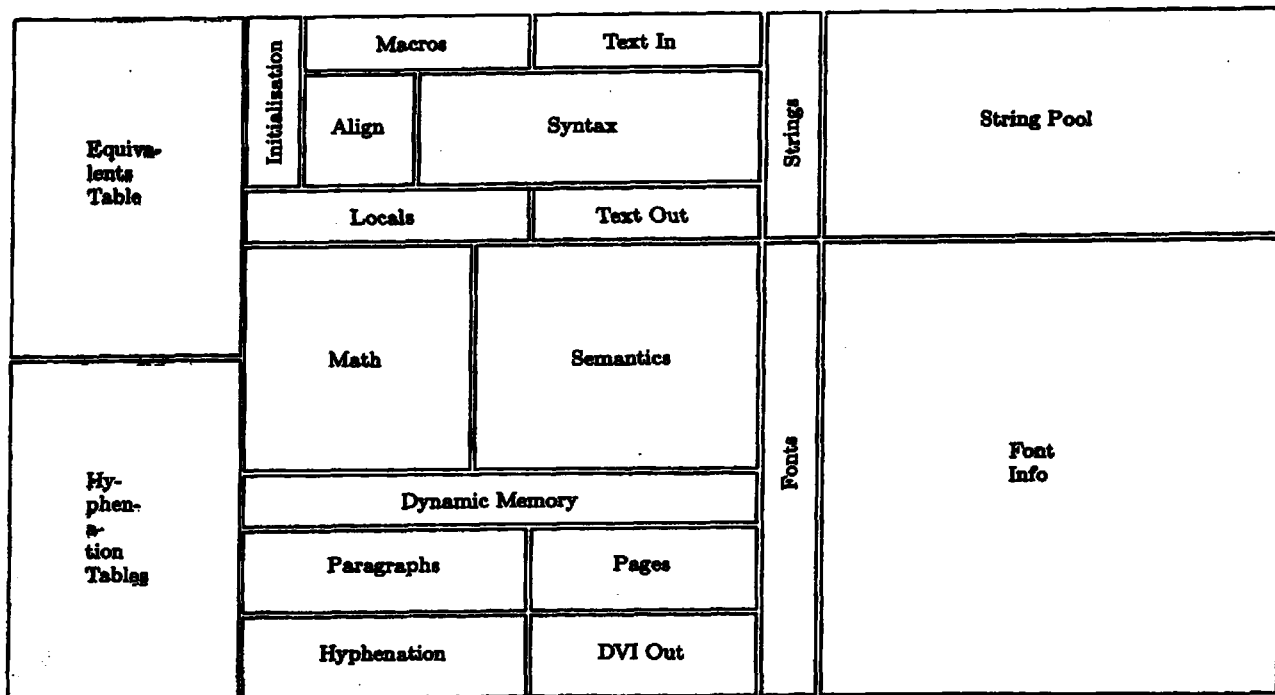 Equiva-
lents
Table
Hy-
phen-
a-
tion
Tables
Initialization
Macros
Text In
Align
Syntax
Locals
Text Out
Math
Semantics
Dynamic Memory
Paragraphs
Pages
Hyphenation
DVI Out
Strings
String Pool
Fonts
Font
Info